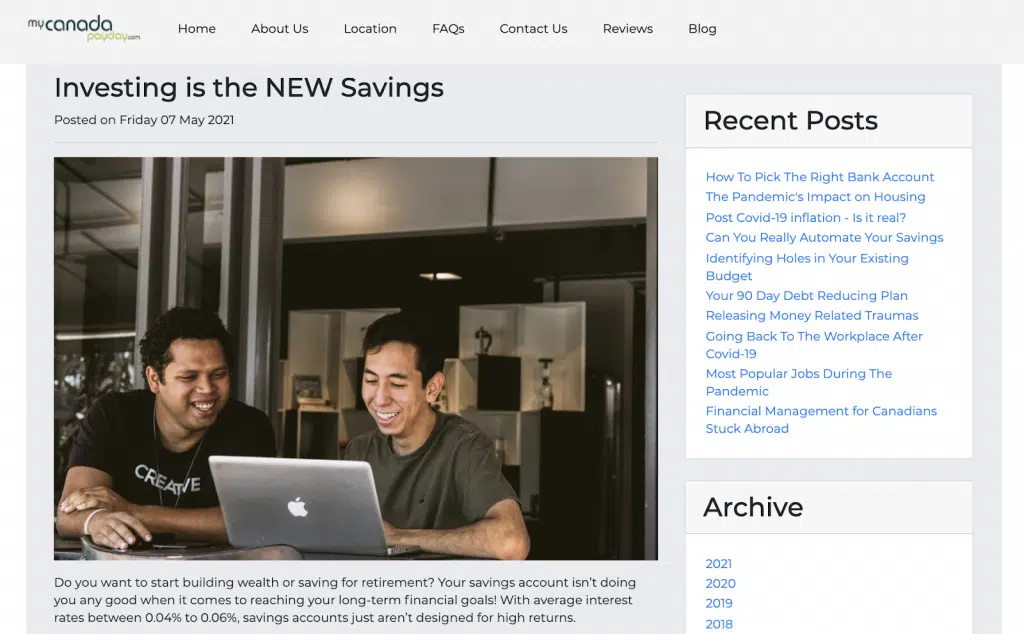 mycanada
payday.com
Home
About Us
Location
FAQs
Contact Us
Reviews
Blog
Investing is the NEW Savings
Posted on Friday 07 May 2021
CREATIVE
Do you want to start building wealth or saving for retirement? Your savings account isn’t doing
you any good when it comes to reaching your long-term financial goals! With average interest
rates between 0.04% to 0.06%, savings accounts just aren’t designed for high returns.
Recent Posts
How To Pick The Right Bank Account
The Pandemic's Impact on Housing
Post Covid-19 inflation - Is it real?
Can You Really Automate Your Savings
Identifying Holes in Your Existing
Budget
Your 90 Day Debt Reducing Plan
Releasing Money Related Traumas
Going Back To The Workplace After
Covid-19
Most Popular Jobs During The
Pandemic
Financial Management for Canadians
Stuck Abroad
Archive
2021
2020
2019
2018